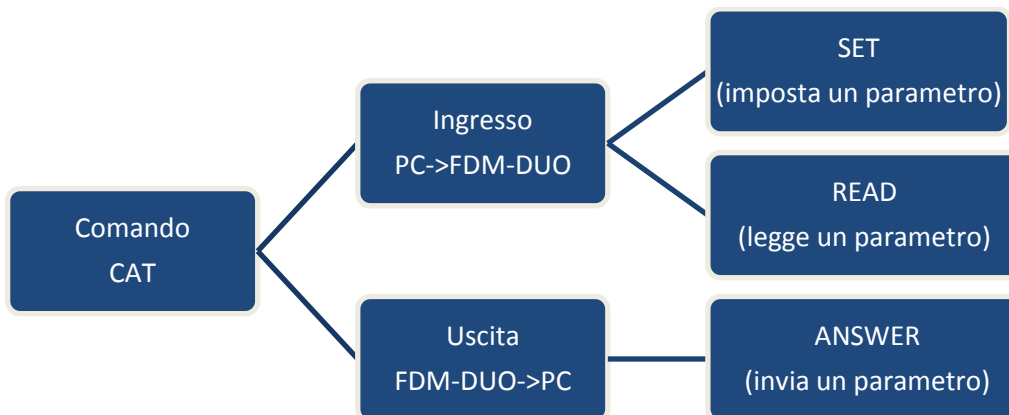 Comando
CAT
Ingresso
PC->FDM-DUO
SET
(imposta un parametro)
READ
(legge un parametro)
Uscita
FDM-DUO->PC
ANSWER
(invia un parametro)